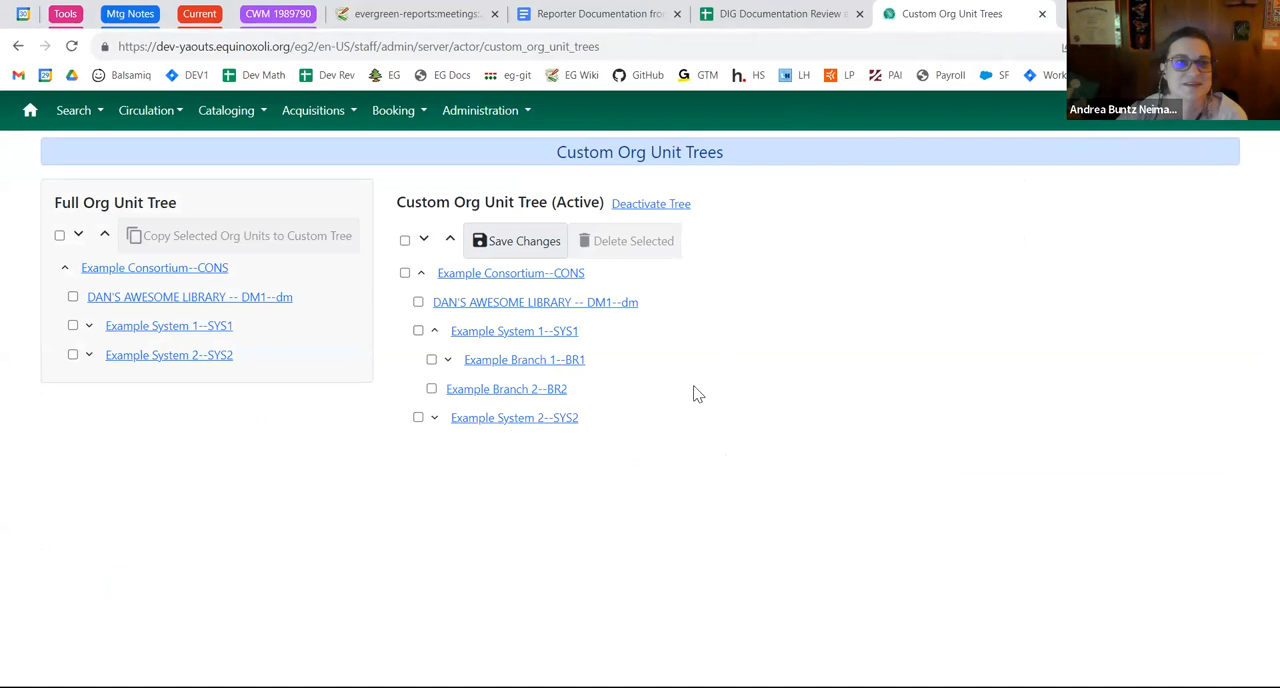 30 Tools Mtg Notes Current CWM 1989790 evergreen-reports:meetings: Reporter Documentation from DIG Documentation Review & Custom Org Unit Trees
https://dev-yaouts.equinoxoli.org/eg2/en-US/staff/admin/server/actor/custom_org_unit_trees
Balsamiq DEV1 Dev Math Dev Rev EG EG Docs eg-git EG Wiki GitHub GTM HS LH LP PAI Payroll SF Work
Andrea Buntz Neima...
Search Circulation Cataloging Acquisitions Booking Administration
Custom Org Unit Trees
Full Org Unit Tree
Copy Selected Org Units to Custom Tree
Example Consortium--CONS
DAN'S AWESOME LIBRARY -- DM1--dm
Example System 1--SYS1
Example System 2--SYS2
Custom Org Unit Tree (Active) Deactivate Tree
Save Changes Delete Selected
Example Consortium--CONS
DAN'S AWESOME LIBRARY -- DM1--dm
Example System 1--SYS1
Example Branch 1--BR1
Example Branch 2--BR2
Example System 2--SYS2